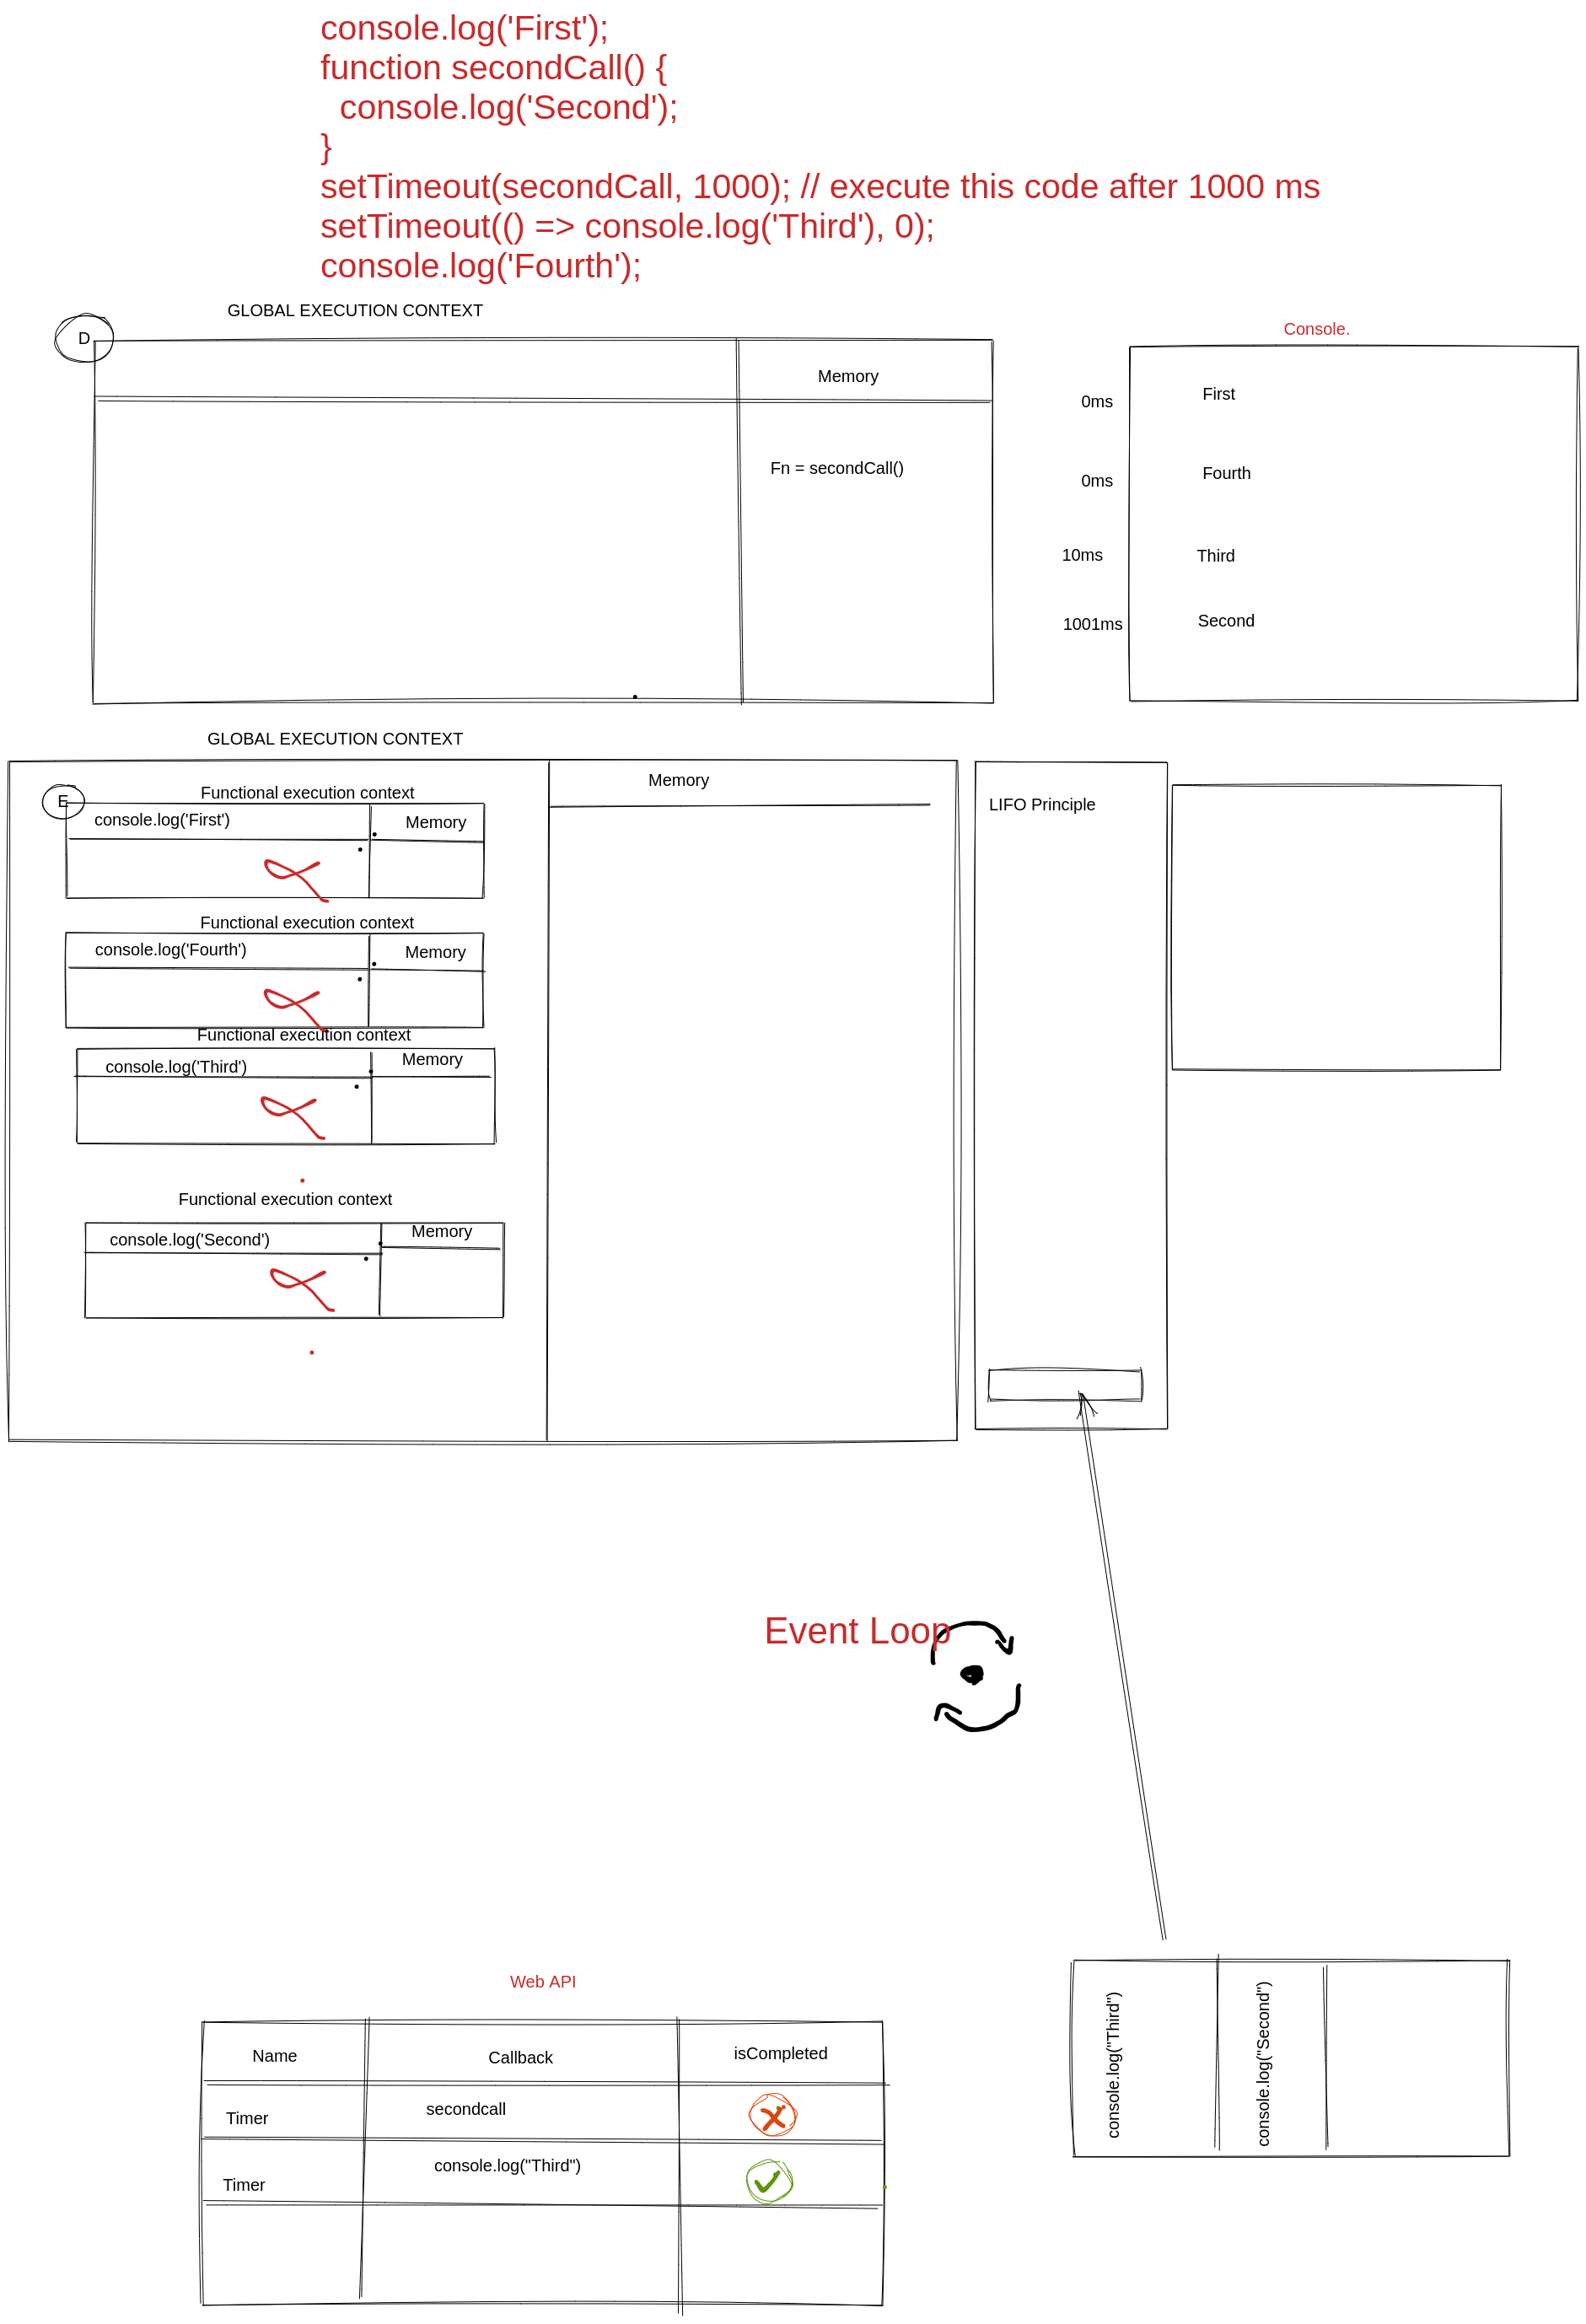 console.log('First');
function secondCall() {
  console.log('Second');
}
setTimeout(secondCall, 1000); // execute this code after 1000 ms
setTimeout(() => console.log('Third'), 0);
console.log('Fourth');
GLOBAL EXECUTION CONTEXT
D
Memory
Fn = secondCall()
Console.
0ms
First
0ms
Fourth
10ms
Third
1001ms
Second
GLOBAL EXECUTION CONTEXT
Memory
E
Functional execution context
console.log('First')
Memory
Functional execution context
console.log('Fourth')
Memory
Functional execution context
console.log('Third')
Memory
Functional execution context
console.log('Second')
Memory
LIFO Principle
Event Loop
Web API
Name
Callback
isCompleted
Timer
secondcall
Timer
console.log("Third")
console.log("Third")
console.log("Second")